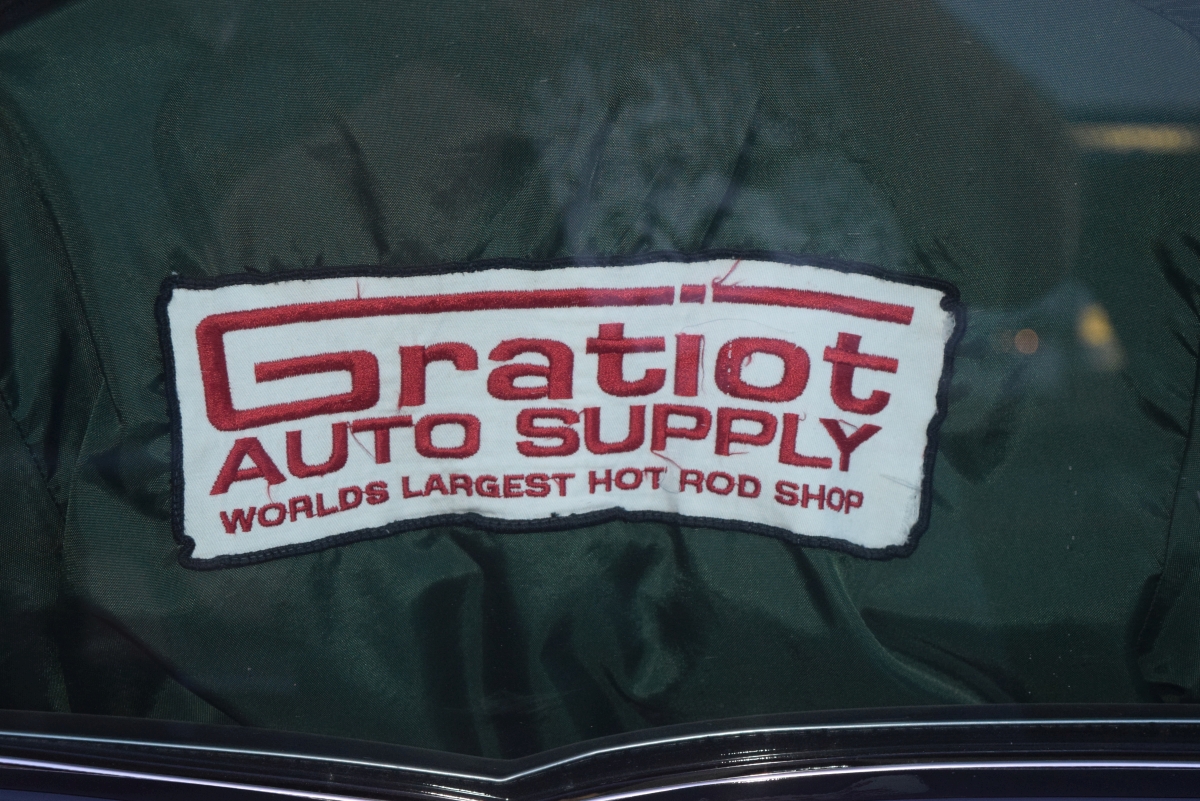 Gratiot
AUTO SUPPLY
WORLDS LARGEST HOT ROD SHOP